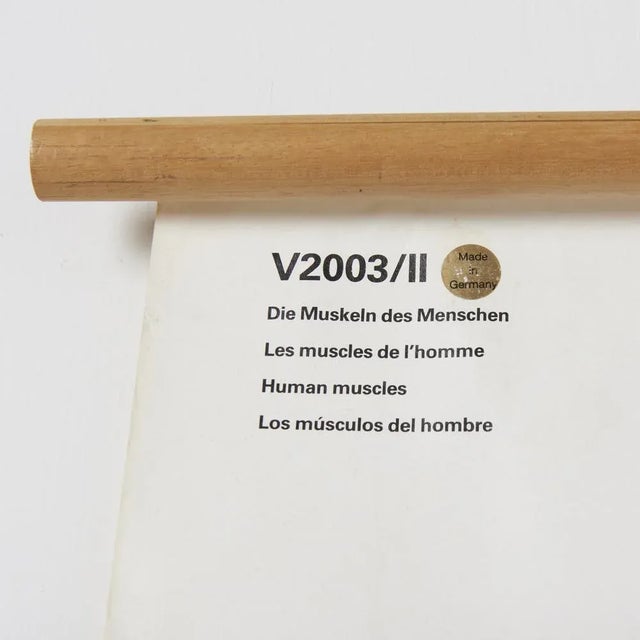 V2003/II
Made
in
Germany
Die Muskeln des Menschen
Les muscles de l'homme
Human muscles
Los músculos del hombre